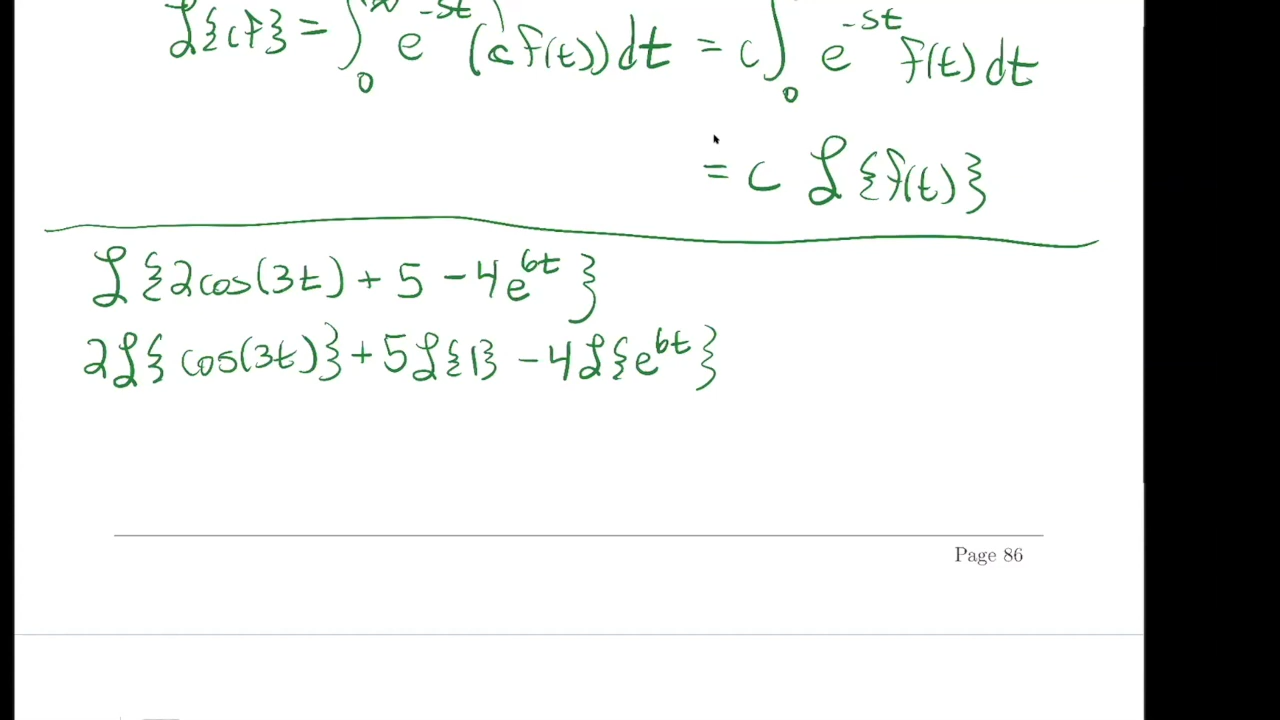 ℒ{cf} = ∫₀^∞ e^{-st} (c f(t)) dt = c ∫₀ e^{-st} f(t) dt
= c ℒ{f(t)}
ℒ{2cos(3t) + 5 - 4e^{6t}}
2ℒ{cos(3t)} + 5ℒ{1} - 4ℒ{e^{6t}}
Page 86